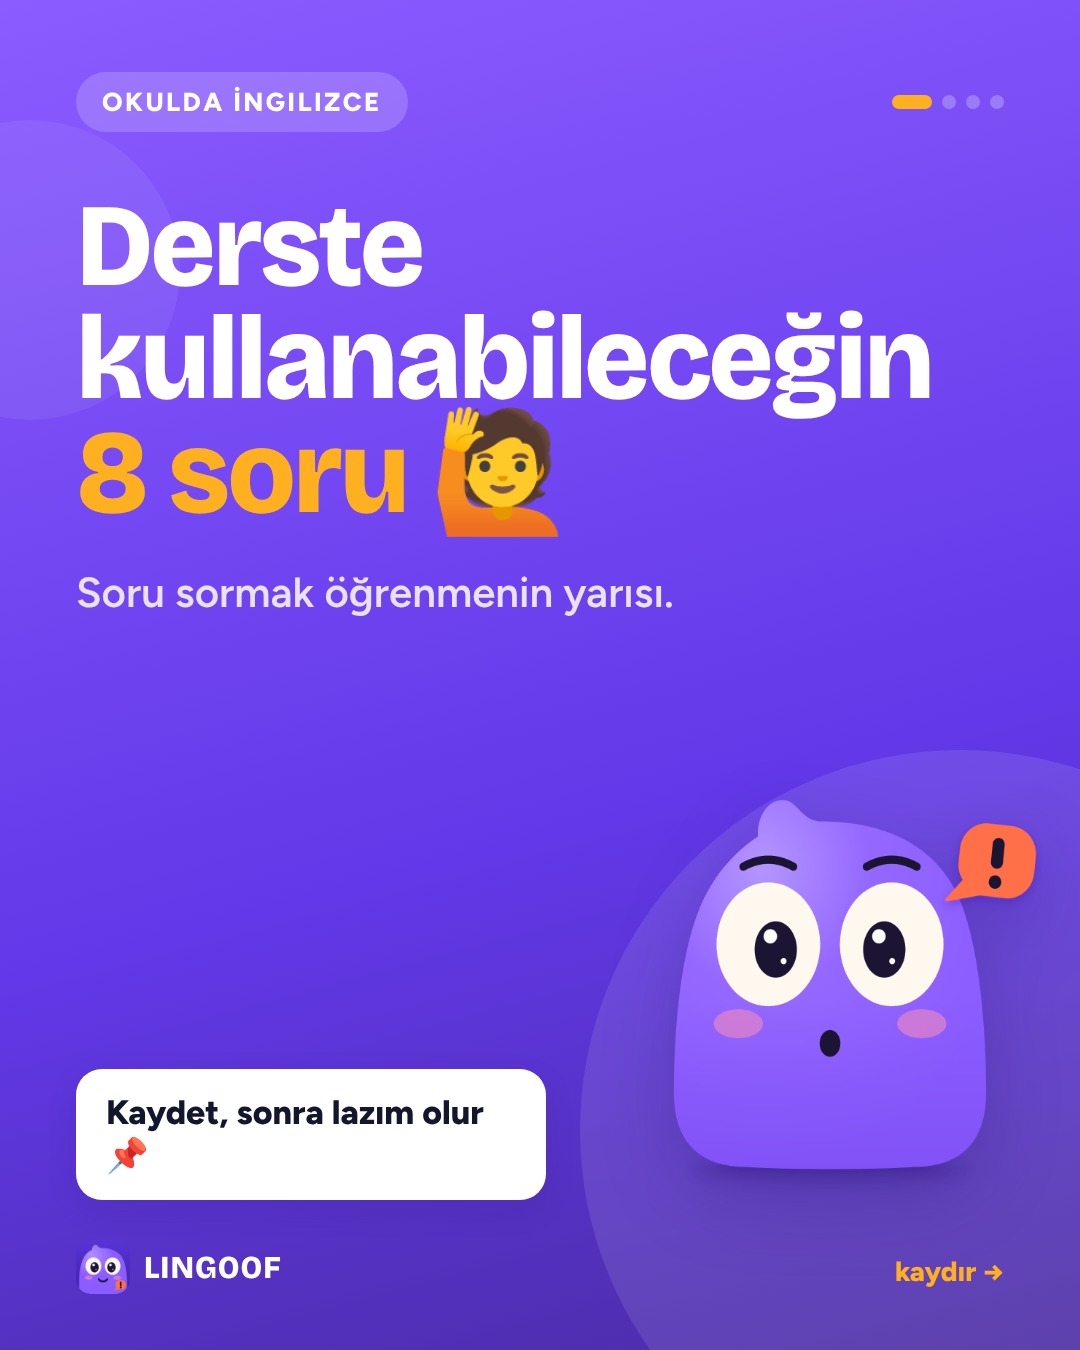 OKULDA İNGILIZCE
Derste
kullanabileceğin
8 soru 🙋
Soru sormak öğrenmenin yarısı.
!
Kaydet, sonra lazım olur
📌
LINGOOF
kaydır →